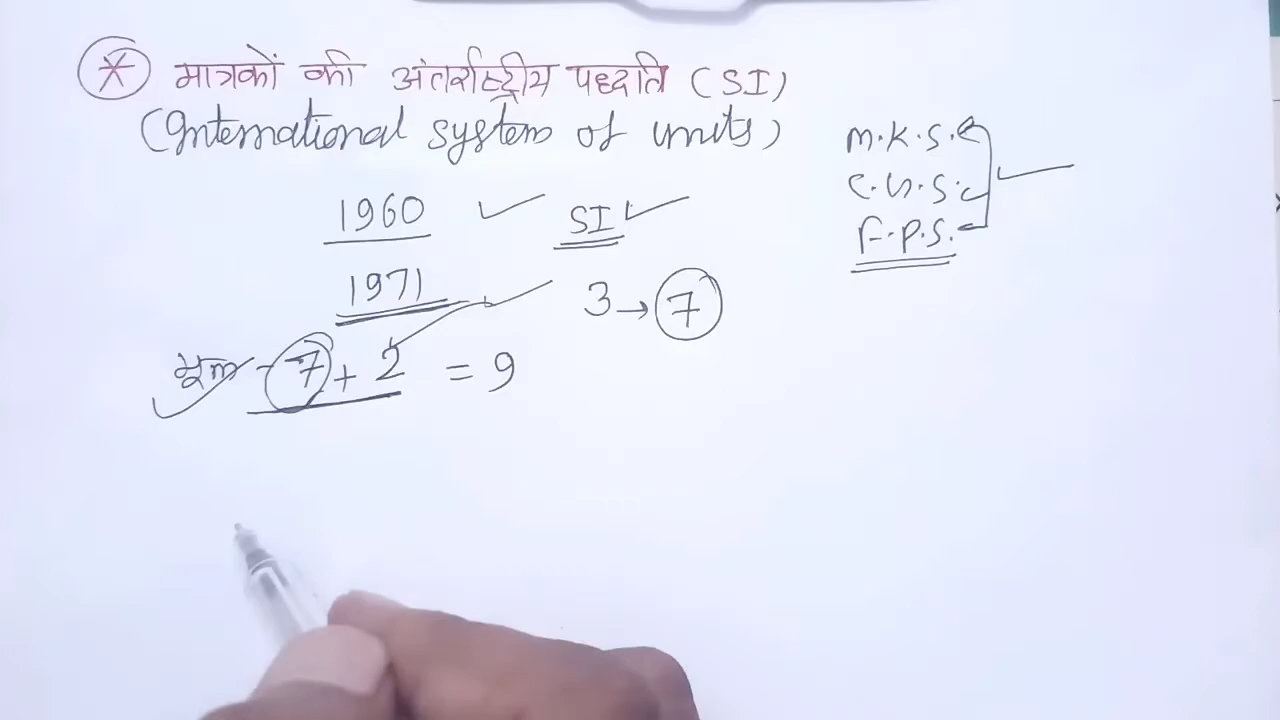 * मात्रकों की अंतर्राष्ट्रीय पद्धति (SI)
(International system of units)
M.K.S.
C.G.S.
F.P.S.
1960 SI
1971 3→7
मूल - 7 + 2 = 9